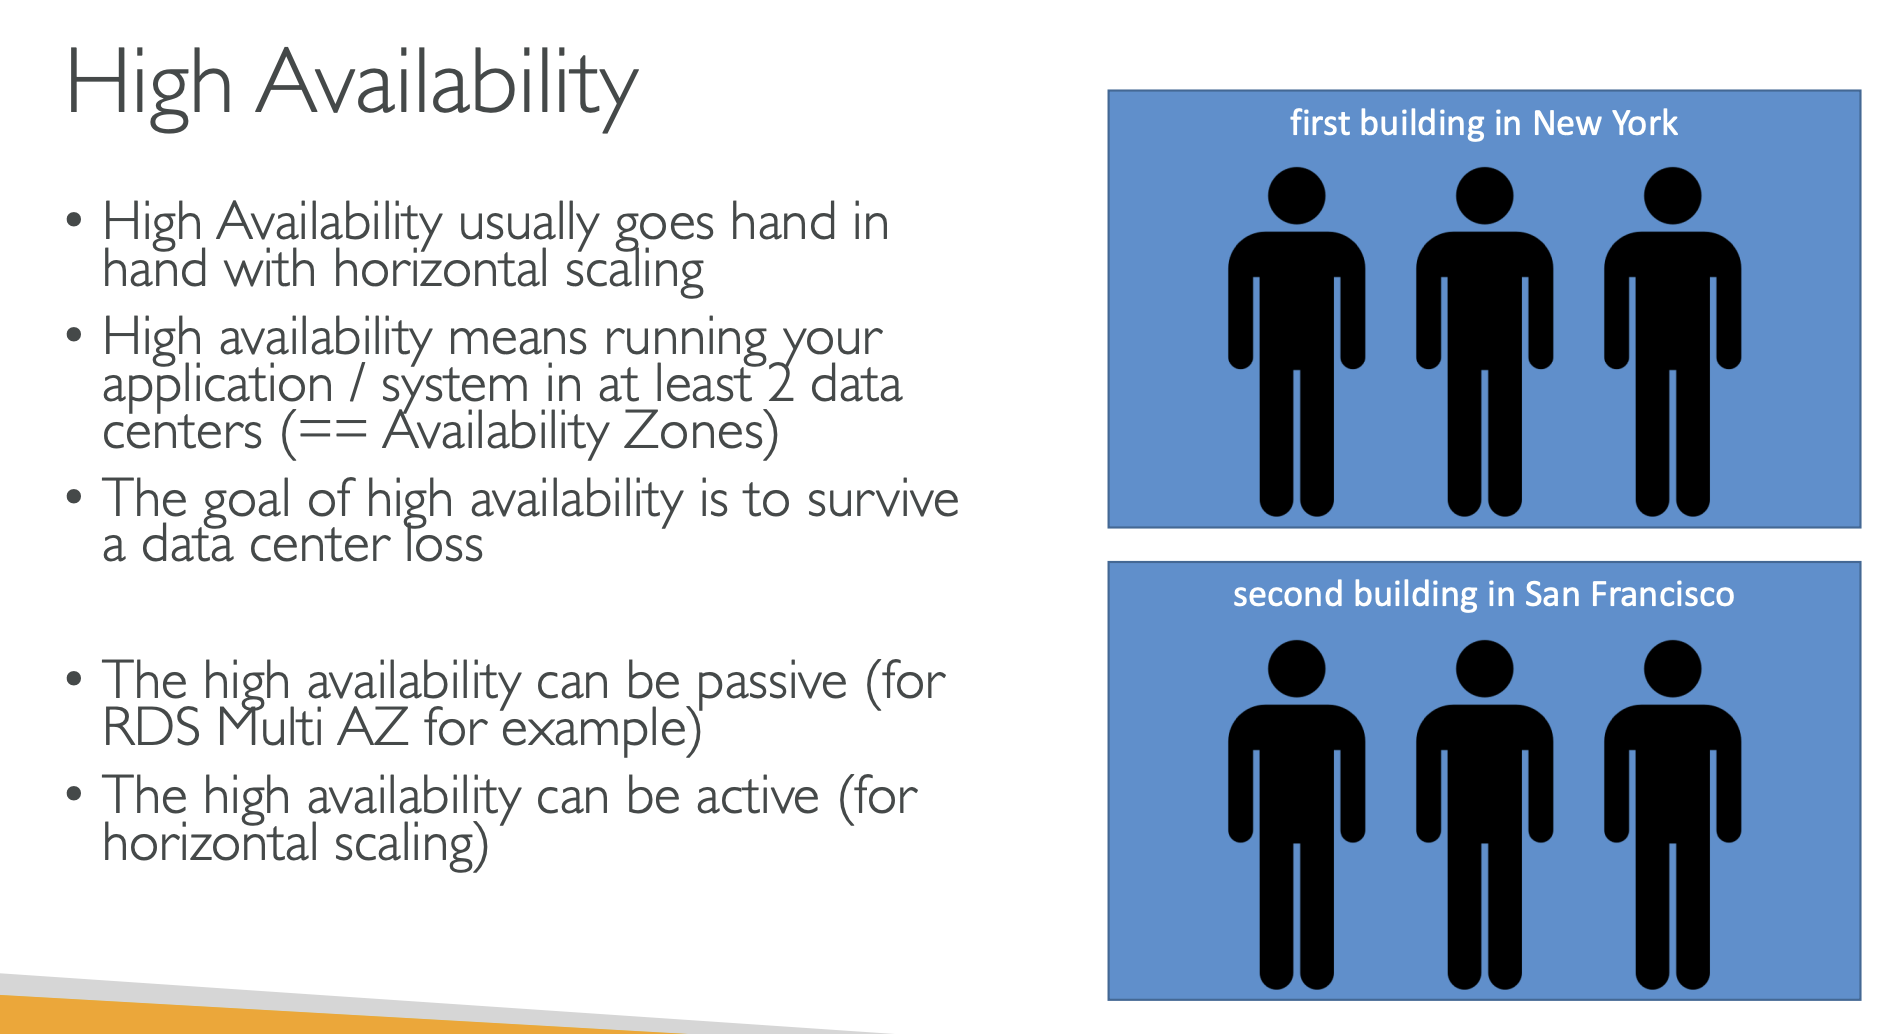 High Availability
• High Availability usually goes hand in
hand with horizontal scaling
• High availability means running your
application / system in at least 2 data
centers (== Availability Zones)
• The goal of high availability is to survive
a data center loss
• The high availability can be passive (for
RDS Multi AZ for example)
• The high availability can be active (for
horizontal scaling)
first building in New York
second building in San Francisco